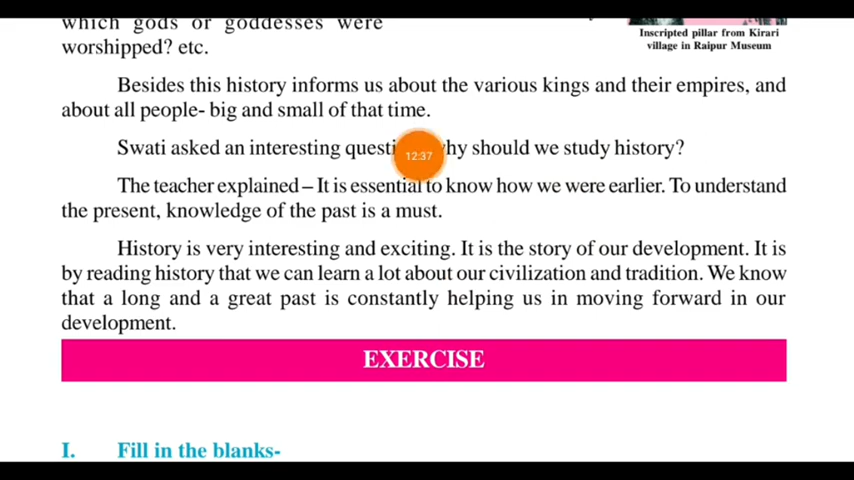 which gods or goddesses were
worshipped? etc.
Inscripted pillar from Kirari
village in Raipur Museum
Besides this history informs us about the various kings and their empires, and
about all people- big and small of that time.
Swati asked an interesting questi hy should we study history?
12:37
The teacher explained – It is essential to know how we were earlier. To understand
the present, knowledge of the past is a must.
History is very interesting and exciting. It is the story of our development. It is
by reading history that we can learn a lot about our civilization and tradition. We know
that a long and a great past is constantly helping us in moving forward in our
development.
EXERCISE
I. Fill in the blanks-